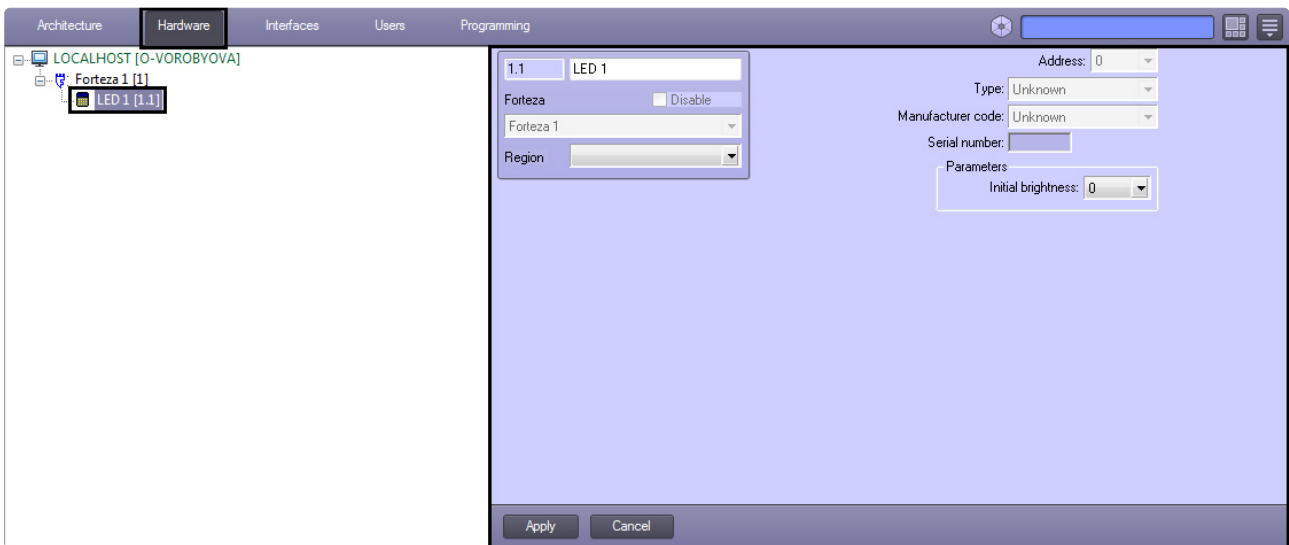 Architecture Hardware Interfaces Users Programming
LOCALHOST [O-VOROBYOVA]
Forteza 1 [1]
LED 1 [1.1]
1.1 LED 1
Forteza Disable
Forteza 1
Region
Address: 0
Type: Unknown
Manufacturer code: Unknown
Serial number:
Parameters
Initial brightness: 0
Apply Cancel